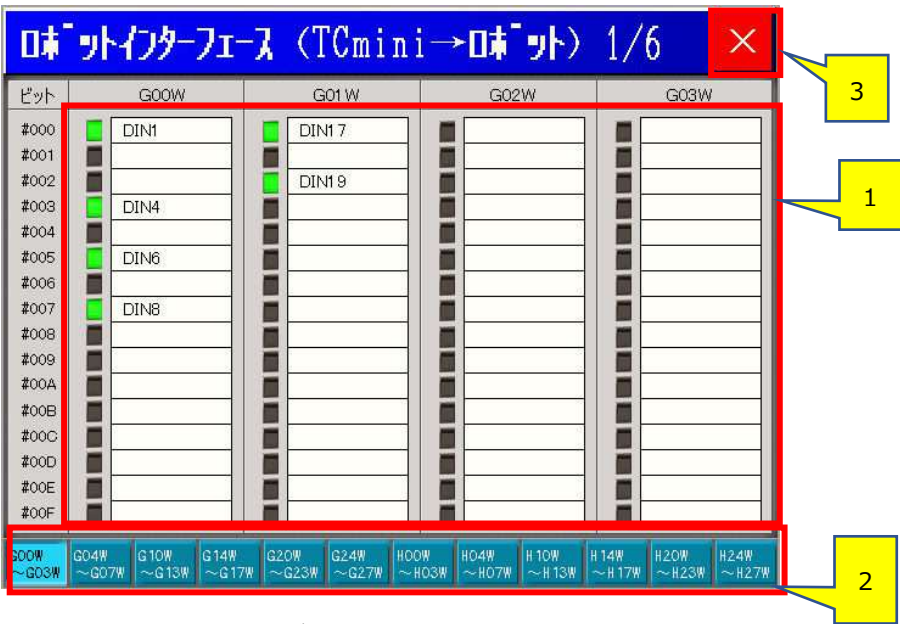 ロボットインターフェース (TCmini→ロボット) 1/6 ×
3
ビット G00W G01W G02W G03W
#000 DIN1 DIN17
#001
#002 DIN19
1
#003 DIN4
#004
#005 DIN6
#006
#007 DIN8
#008
#009
#00A
#00B
#00C
#00D
#00E
#00F
G00W G04W G10W G14W G20W G24W H00W H04W H10W H14W H20W H24W
～G03W ～G07W ～G13W ～G17W ～G23W ～G27W ～H03W ～H07W ～H13W ～H17W ～H23W ～H27W
2